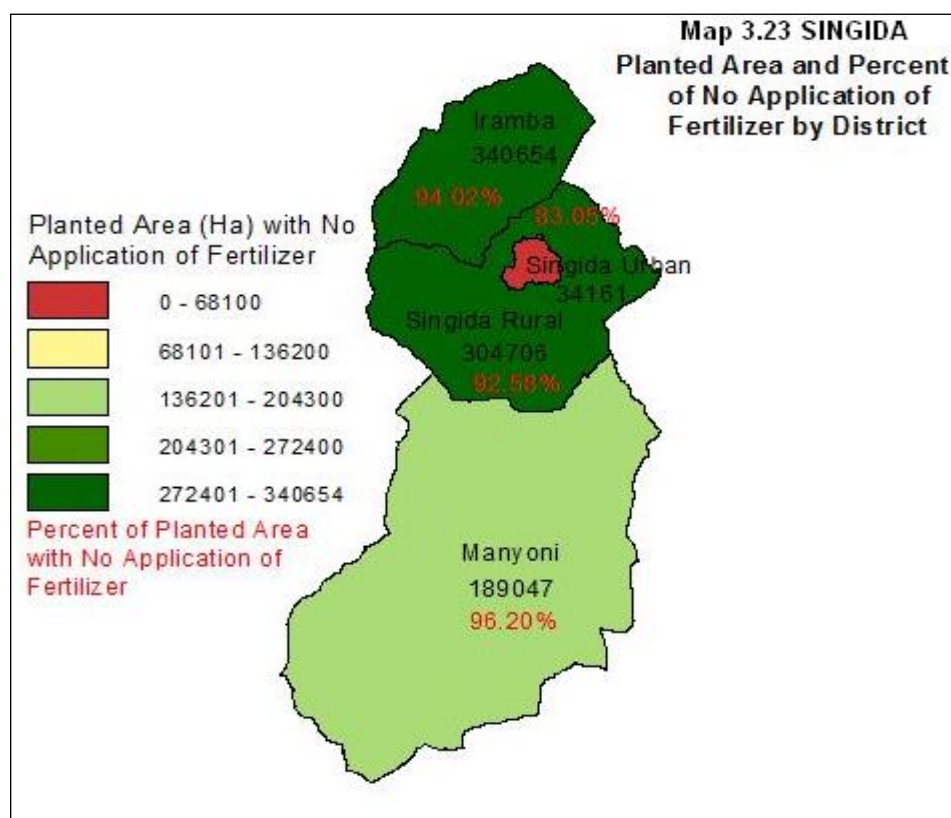 Map 3.23 SINGIDA
Planted Area and Percent
of No Application of
Fertilizer by District
Iramba
340654
94.02%
83.05%
Singida Urban
34161
Singida Rural
304706
92.58%
Manyoni
189047
96.20%
Planted Area (Ha) with No
Application of Fertilizer
0 - 68100
68101 - 136200
136201 - 204300
204301 - 272400
272401 - 340654
Percent of Planted Area
with No Application of
Fertilizer